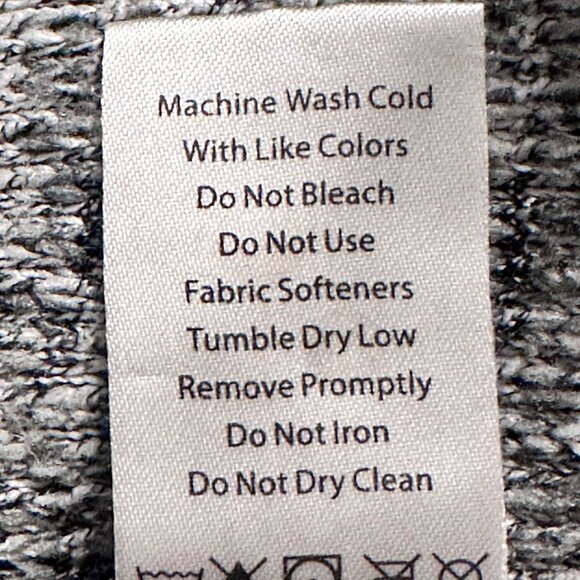 Machine Wash Cold
With Like Colors
Do Not Bleach
Do Not Use
Fabric Softeners
Tumble Dry Low
Remove Promptly
Do Not Iron
Do Not Dry Clean